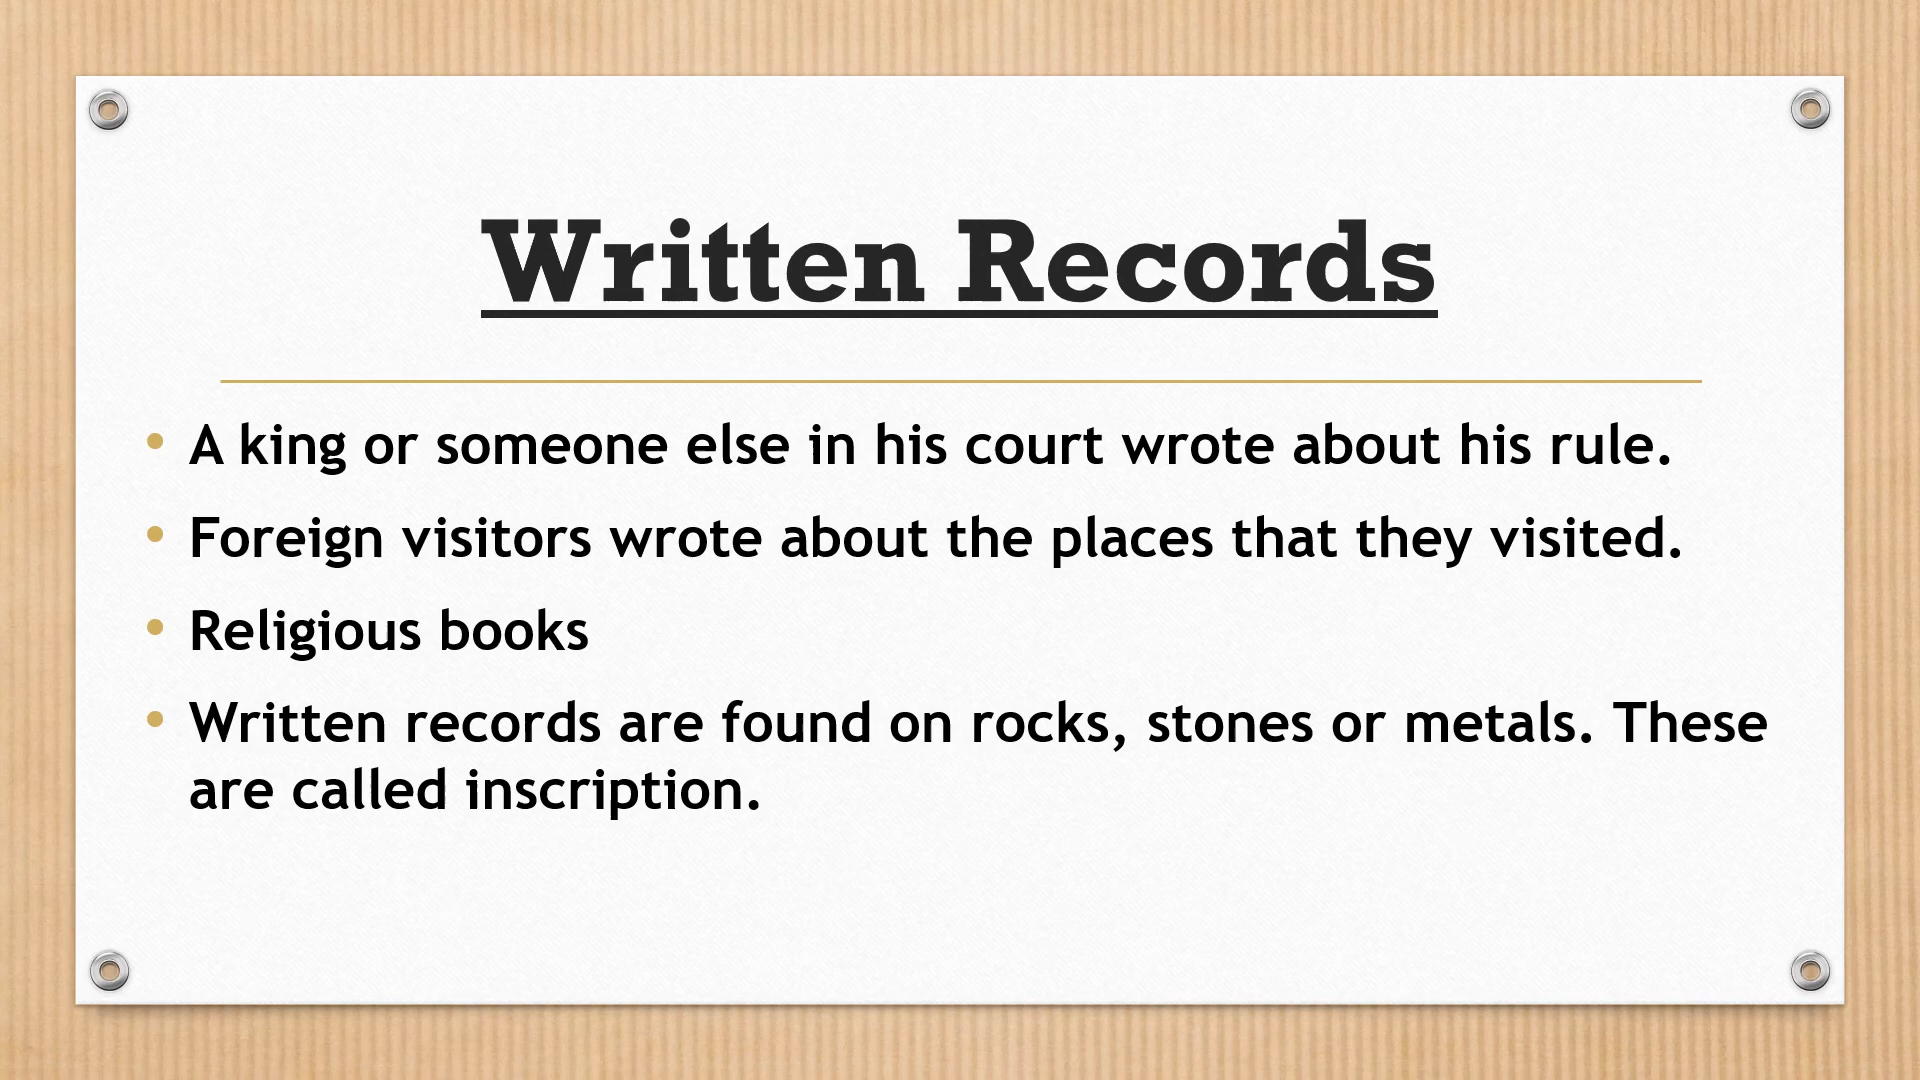 Written Records
• A king or someone else in his court wrote about his rule.
• Foreign visitors wrote about the places that they visited.
• Religious books
• Written records are found on rocks, stones or metals. These
are called inscription.